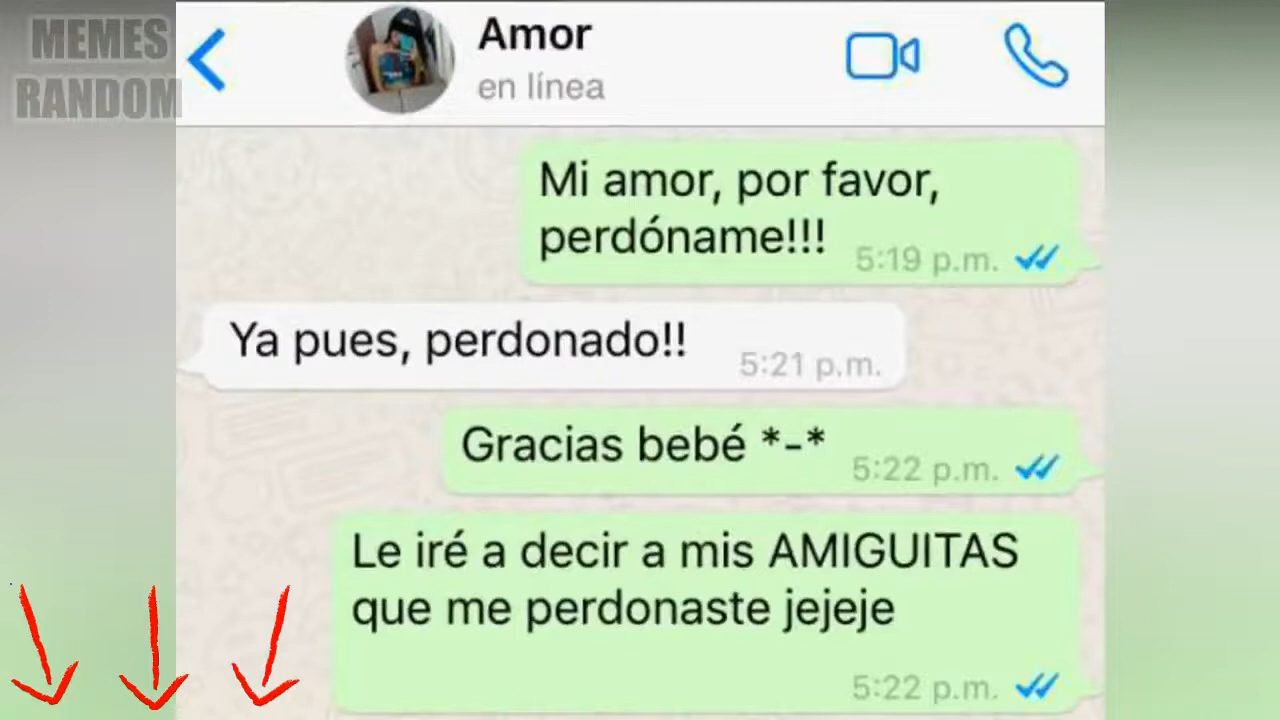 MEMES
RANDOM
Amor
en línea
Mi amor, por favor,
perdóname!!!
5:19 p.m.
Ya pues, perdonado!!
5:21 p.m.
Gracias bebé *-*
5:22 p.m.
Le iré a decir a mis AMIGUITAS
que me perdonaste jejeje
5:22 p.m.